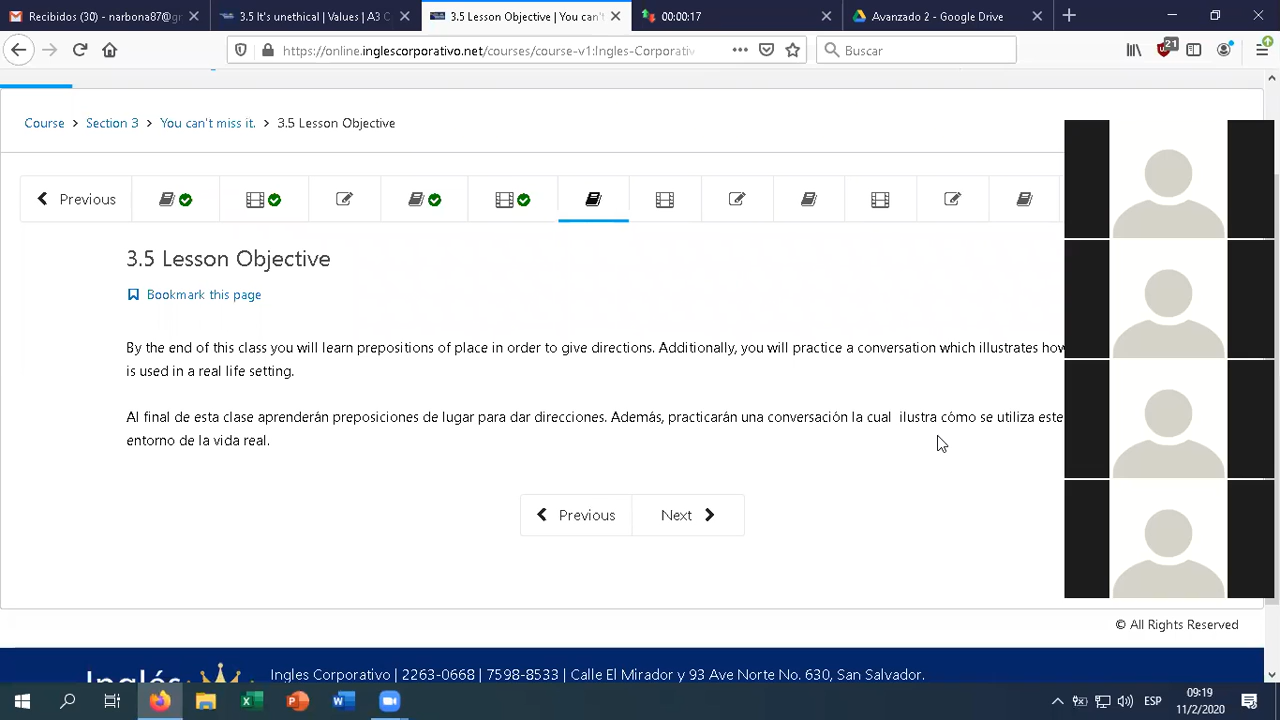 Recibidos (30) - narbona87@gr
3.5 It's unethical | Values | A3 C
3.5 Lesson Objective | You can't
00:00:17
Avanzado 2 - Google Drive
https://online.inglescorporativo.net/courses/course-v1:Ingles-Corporativ
Buscar
21
Course
Section 3
You can't miss it.
3.5 Lesson Objective
Previous
3.5 Lesson Objective
Bookmark this page
By the end of this class you will learn prepositions of place in order to give directions. Additionally, you will practice a conversation which illustrates how
is used in a real life setting.
Al final de esta clase aprenderán preposiciones de lugar para dar direcciones. Además, practicarán una conversación la cual ilustra cómo se utiliza este
entorno de la vida real.
Previous
Next
© All Rights Reserved
Inglés
Ingles Corporativo | 2263-0668 | 7598-8533 | Calle El Mirador y 93 Ave Norte No. 630, San Salvador.
ESP
09:19
11/2/2020